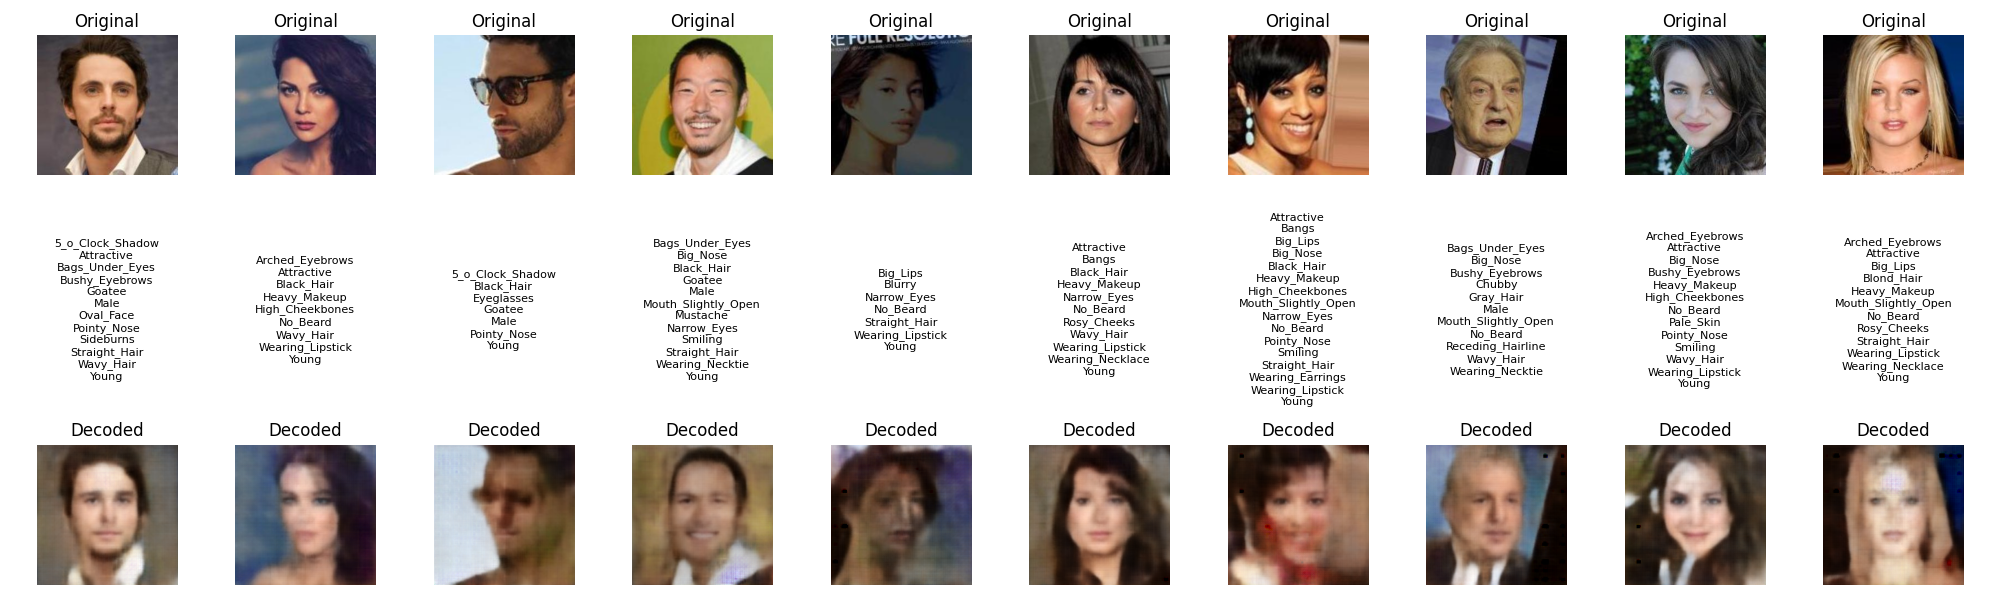 Original Original Original Original Original Original Original Original Original Original
RE FULL RESOLUTIO
5_o_Clock_Shadow
Attractive
Bags_Under_Eyes
Bushy_Eyebrows
Goatee
Male
Oval_Face
Pointy_Nose
Sideburns
Straight_Hair
Wavy_Hair
Young
Arched_Eyebrows
Attractive
Black_Hair
Heavy_Makeup
High_Cheekbones
No_Beard
Wavy_Hair
Wearing_Lipstick
Young
5_o_Clock_Shadow
Black_Hair
Eyeglasses
Goatee
Male
Pointy_Nose
Young
Bags_Under_Eyes
Big_Nose
Black_Hair
Goatee
Male
Mouth_Slightly_Open
Mustache
Narrow_Eyes
Smiling
Straight_Hair
Wearing_Necktie
Young
Big_Lips
Blurry
Narrow_Eyes
No_Beard
Straight_Hair
Wearing_Lipstick
Young
Attractive
Bangs
Black_Hair
Heavy_Makeup
Narrow_Eyes
No_Beard
Rosy_Cheeks
Wavy_Hair
Wearing_Lipstick
Wearing_Necklace
Young
Attractive
Bangs
Big_Lips
Big_Nose
Black_Hair
Heavy_Makeup
High_Cheekbones
Mouth_Slightly_Open
Narrow_Eyes
No_Beard
Pointy_Nose
Smiling
Straight_Hair
Wearing_Earrings
Wearing_Lipstick
Young
Bags_Under_Eyes
Big_Nose
Bushy_Eyebrows
Chubby
Gray_Hair
Male
Mouth_Slightly_Open
No_Beard
Receding_Hairline
Wavy_Hair
Wearing_Necktie
Arched_Eyebrows
Attractive
Big_Nose
Bushy_Eyebrows
Heavy_Makeup
High_Cheekbones
No_Beard
Pale_Skin
Pointy_Nose
Smiling
Wavy_Hair
Wearing_Lipstick
Young
Arched_Eyebrows
Attractive
Big_Lips
Blond_Hair
Heavy_Makeup
Mouth_Slightly_Open
No_Beard
Rosy_Cheeks
Straight_Hair
Wearing_Lipstick
Wearing_Necklace
Young
Decoded Decoded Decoded Decoded Decoded Decoded Decoded Decoded Decoded Decoded